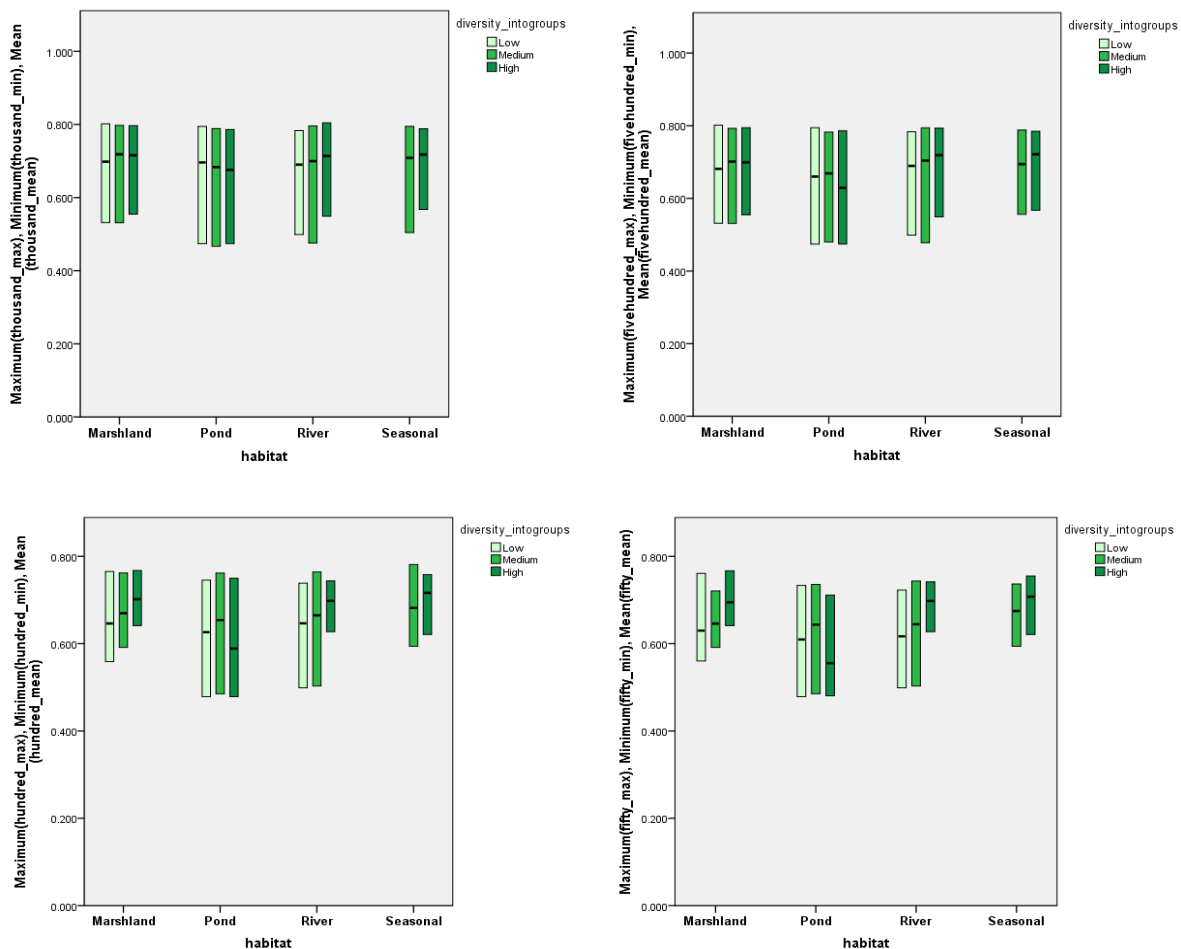 Maximum(thousand_max), Minimum(thousand_min), Mean
(thousand_mean)
1.000
0.800
0.600
0.400
0.200
0.000
Marshland Pond River Seasonal
habitat
diversity_intogroups
Low
Medium
High
Maximum(fivehundred_max), Minimum(fivehundred_min),
Mean(fivehundred_mean)
1.000
0.800
0.600
0.400
0.200
0.000
Marshland Pond River Seasonal
habitat
diversity_intogroups
Low
Medium
High
Maximum(hundred_max), Minimum(hundred_min), Mean
(hundred_mean)
0.800
0.600
0.400
0.200
0.000
Marshland Pond River Seasonal
habitat
diversity_intogroups
Low
Medium
High
Maximum(fifty_max), Minimum(fifty_min), Mean(fifty_mean)
0.800
0.600
0.400
0.200
0.000
Marshland Pond River Seasonal
habitat
diversity_intogroups
Low
Medium
High